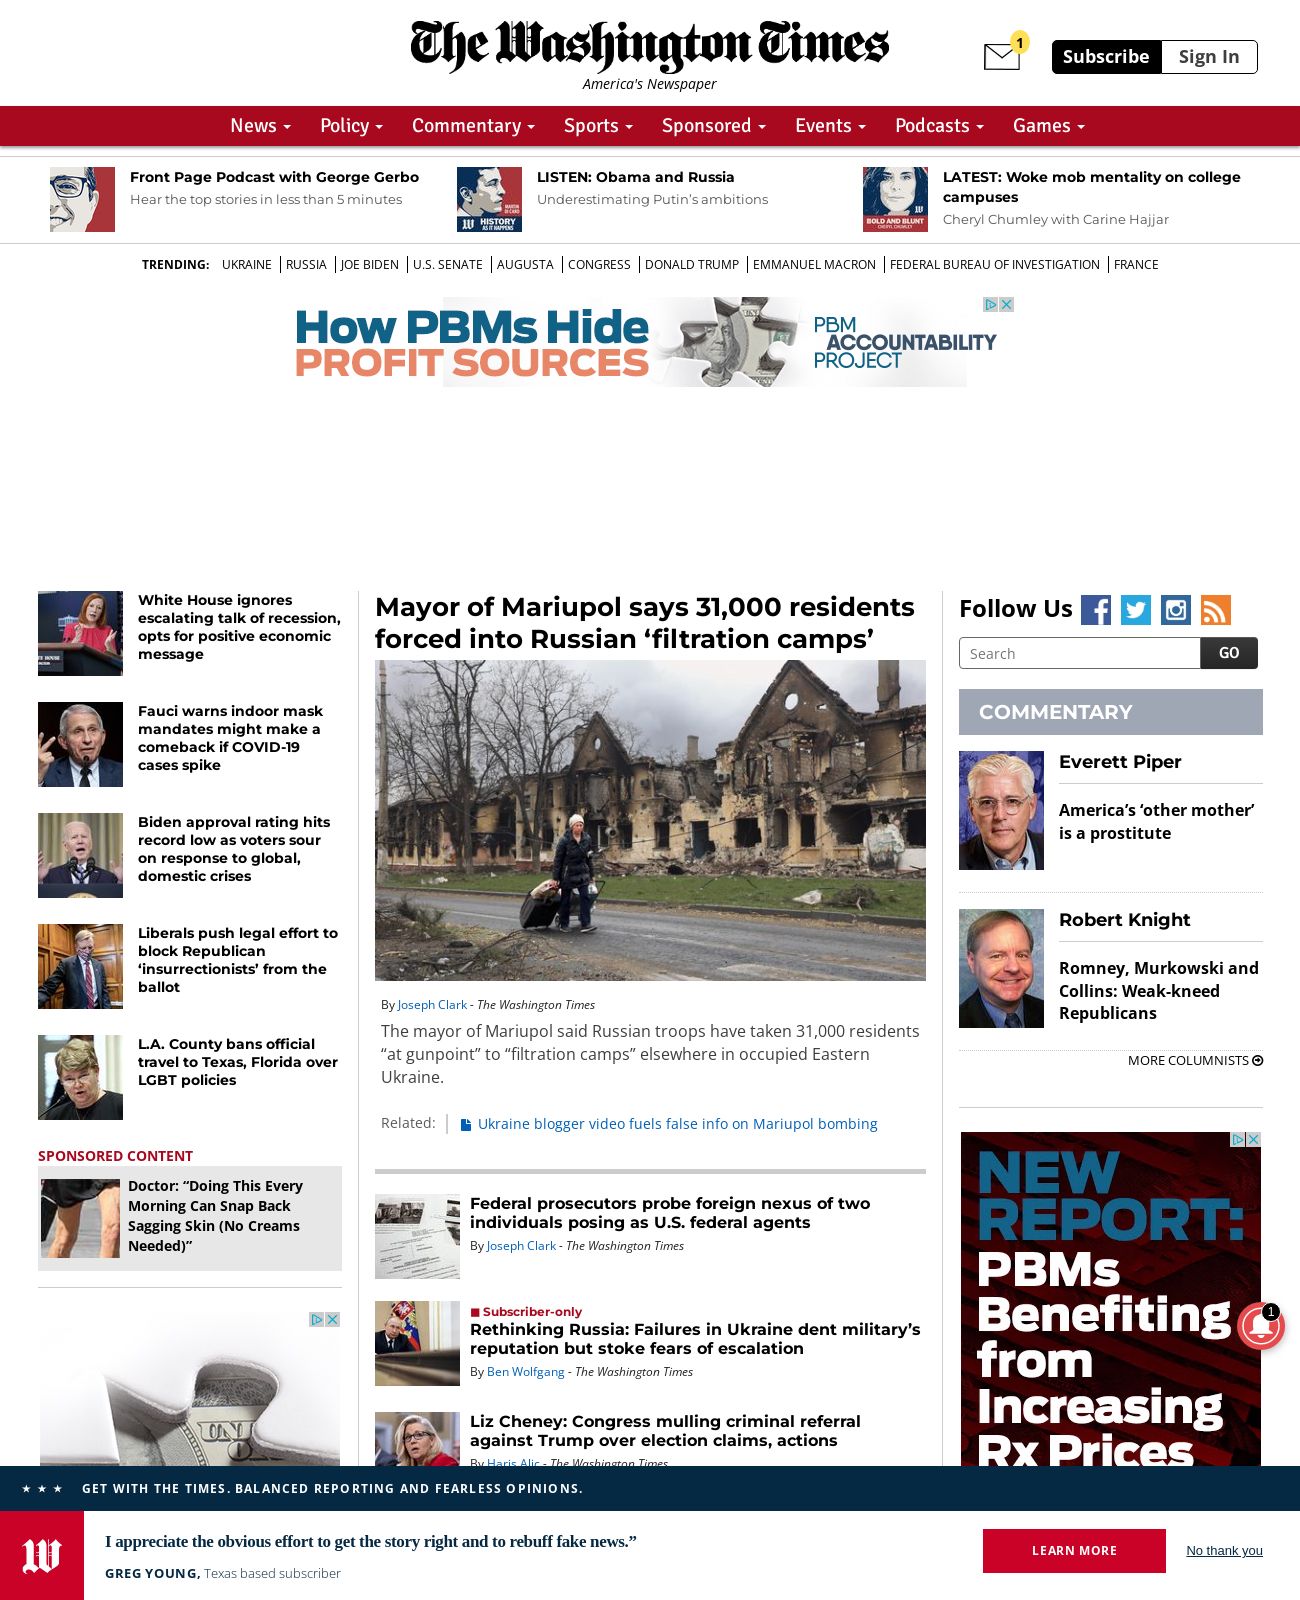 The Washington Times
America's Newspaper
1
Subscribe
Sign In
News
Policy
Commentary
Sports
Sponsored
Events
Podcasts
Games
Front Page Podcast with George Gerbo
Hear the top stories in less than 5 minutes
MARTIN DI CARO
HISTORY
AS IT HAPPENS
LISTEN: Obama and Russia
Underestimating Putin's ambitions
BOLD AND BLUNT
CHERYL CHUMLEY
LATEST: Woke mob mentality on college
campuses
Cheryl Chumley with Carine Hajjar
TRENDING: UKRAINE RUSSIA JOE BIDEN U.S. SENATE AUGUSTA CONGRESS DONALD TRUMP EMMANUEL MACRON FEDERAL BUREAU OF INVESTIGATION FRANCE
How PBMs Hide
PROFIT SOURCES
PBM
ACCOUNTABILITY
PROJECT
White House ignores
escalating talk of recession,
opts for positive economic
message
Fauci warns indoor mask
mandates might make a
comeback if COVID-19
cases spike
Biden approval rating hits
record low as voters sour
on response to global,
domestic crises
Liberals push legal effort to
block Republican
‘insurrectionists’ from the
ballot
L.A. County bans official
travel to Texas, Florida over
LGBT policies
SPONSORED CONTENT
Doctor: “Doing This Every
Morning Can Snap Back
Sagging Skin (No Creams
Needed)”
Mayor of Mariupol says 31,000 residents
forced into Russian ‘filtration camps’
By Joseph Clark - The Washington Times
The mayor of Mariupol said Russian troops have taken 31,000 residents
“at gunpoint” to “filtration camps” elsewhere in occupied Eastern
Ukraine.
Related:
Ukraine blogger video fuels false info on Mariupol bombing
Federal prosecutors probe foreign nexus of two
individuals posing as U.S. federal agents
By Joseph Clark - The Washington Times
Subscriber-only
Rethinking Russia: Failures in Ukraine dent military’s
reputation but stoke fears of escalation
By Ben Wolfgang - The Washington Times
Liz Cheney: Congress mulling criminal referral
against Trump over election claims, actions
By Haris Alic - The Washington Times
Follow Us
Search
GO
COMMENTARY
Everett Piper
America’s ‘other mother’
is a prostitute
Robert Knight
Romney, Murkowski and
Collins: Weak-kneed
Republicans
MORE COLUMNISTS
NEW
REPORT:
PBMs
Benefiting
from
Increasing
Rx Prices
1
GET WITH THE TIMES. BALANCED REPORTING AND FEARLESS OPINIONS.
W
I appreciate the obvious effort to get the story right and to rebuff fake news.”
GREG YOUNG, Texas based subscriber
LEARN MORE
No thank you